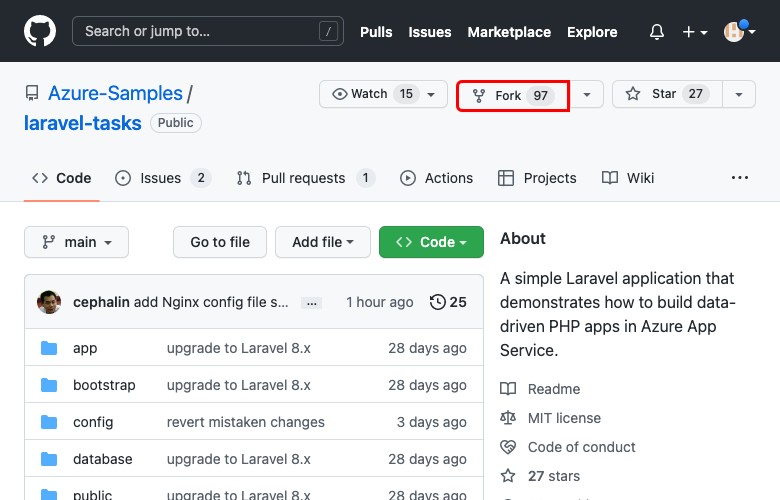 Search or jump to... / Pulls Issues Marketplace Explore
Azure-Samples / Watch 15 Fork 97 Star 27
laravel-tasks Public
Code Issues 2 Pull requests 1 Actions Projects Wiki ...
main Go to file Add file Code
About
A simple Laravel application that
demonstrates how to build data-
driven PHP apps in Azure App
Service.
Readme
MIT license
Code of conduct
27 stars
cephalin add Nginx config file s... ... 1 hour ago 25
app upgrade to Laravel 8.x 28 days ago
bootstrap upgrade to Laravel 8.x 28 days ago
config revert mistaken changes 3 days ago
database upgrade to Laravel 8.x 28 days ago
public upgrade to Laravel 8.x 28 days ago